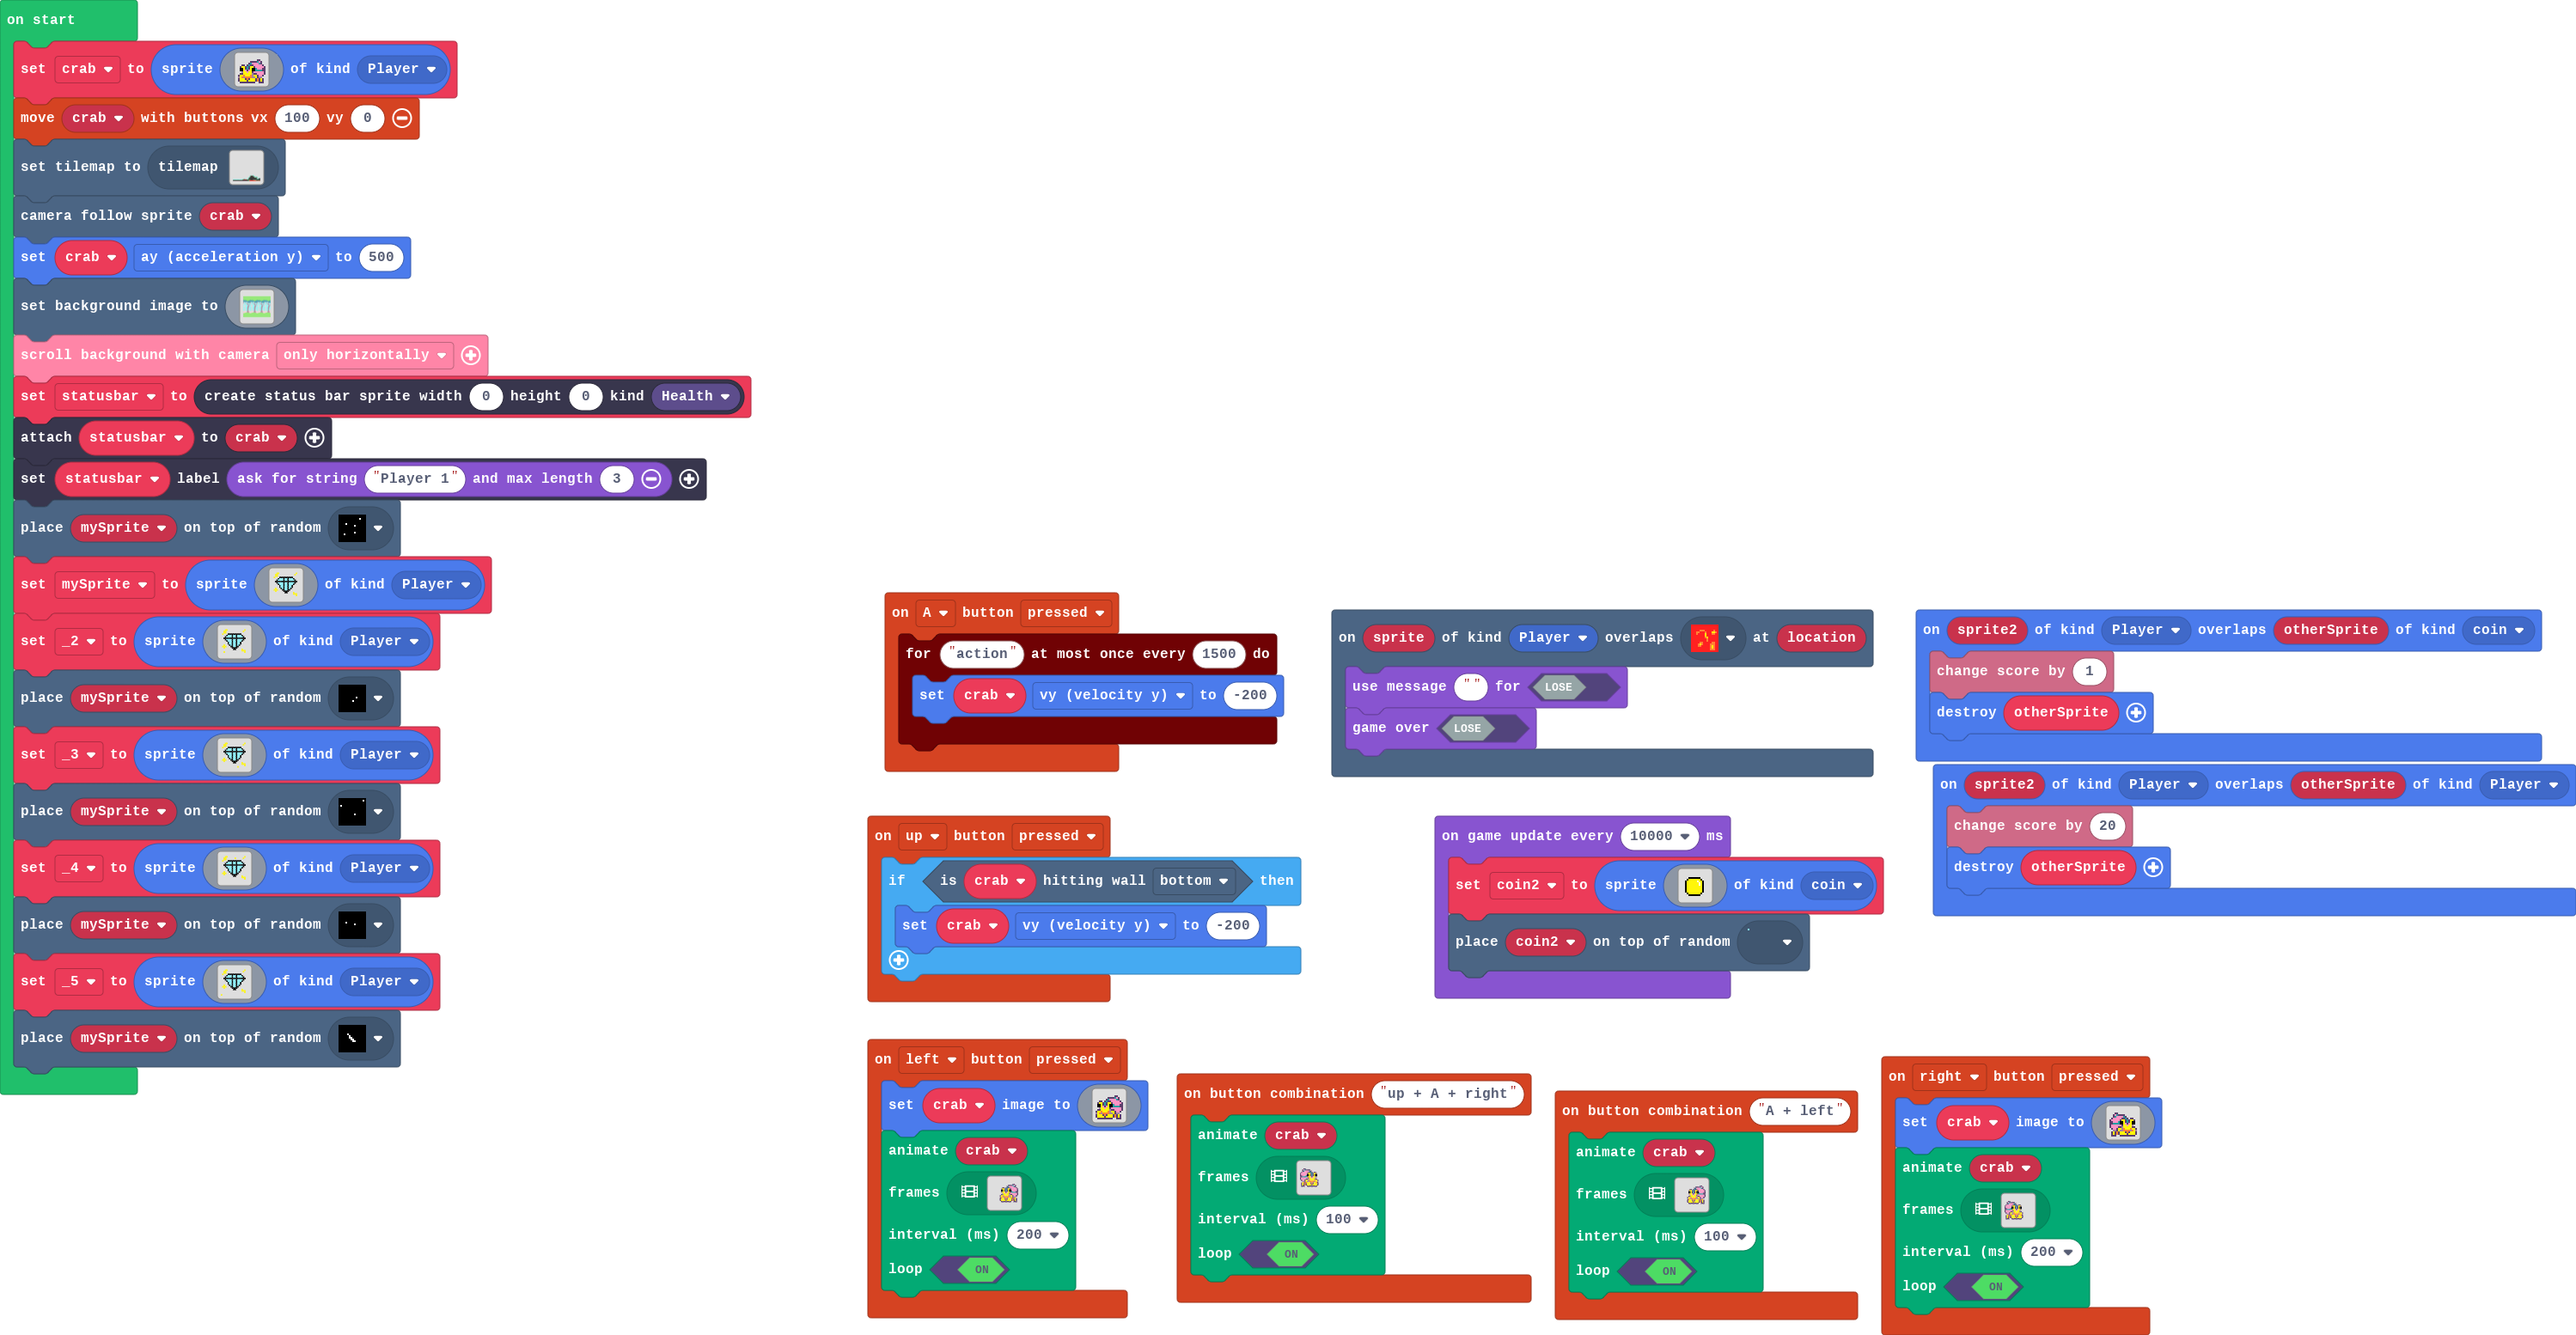 on start
set crab to sprite of kind Player
move crab with buttons vx 100 vy 0
set tilemap to tilemap
camera follow sprite crab
set crab ay (acceleration y) to 500
set background image to
scroll background with camera only horizontally
set statusbar to create status bar sprite width 0 height 0 kind Health
attach statusbar to crab
set statusbar label ask for string "Player 1" and max length 3
place mySprite on top of random
set mySprite to sprite of kind Player
set _2 to sprite of kind Player
place mySprite on top of random
set _3 to sprite of kind Player
place mySprite on top of random
set _4 to sprite of kind Player
place mySprite on top of random
set _5 to sprite of kind Player
place mySprite on top of random
on A button pressed
for "action" at most once every 1500 do
set crab vy (velocity y) to -200
on sprite of kind Player overlaps at location
use message "" for LOSE
game over LOSE
on sprite2 of kind Player overlaps otherSprite of kind coin
change score by 1
destroy otherSprite
on sprite2 of kind Player overlaps otherSprite of kind Player
change score by 20
destroy otherSprite
on up button pressed
if is crab hitting wall bottom then
set crab vy (velocity y) to -200
on game update every 10000 ms
set coin2 to sprite of kind coin
place coin2 on top of random
on left button pressed
set crab image to
animate crab
frames
interval (ms) 200
loop ON
on button combination "up + A + right"
animate crab
frames
interval (ms) 100
loop ON
on button combination "A + left"
animate crab
frames
interval (ms) 100
loop ON
on right button pressed
set crab image to
animate crab
frames
interval (ms) 200
loop ON